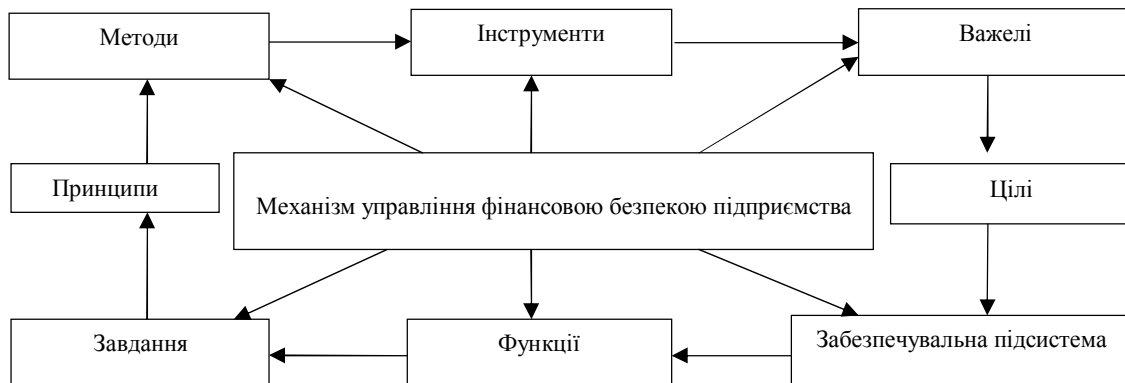 Методи
Інструменти
Важелі
Принципи
Механізм управління фінансовою безпекою підприємства
Цілі
Завдання
Функції
Забезпечувальна підсистема